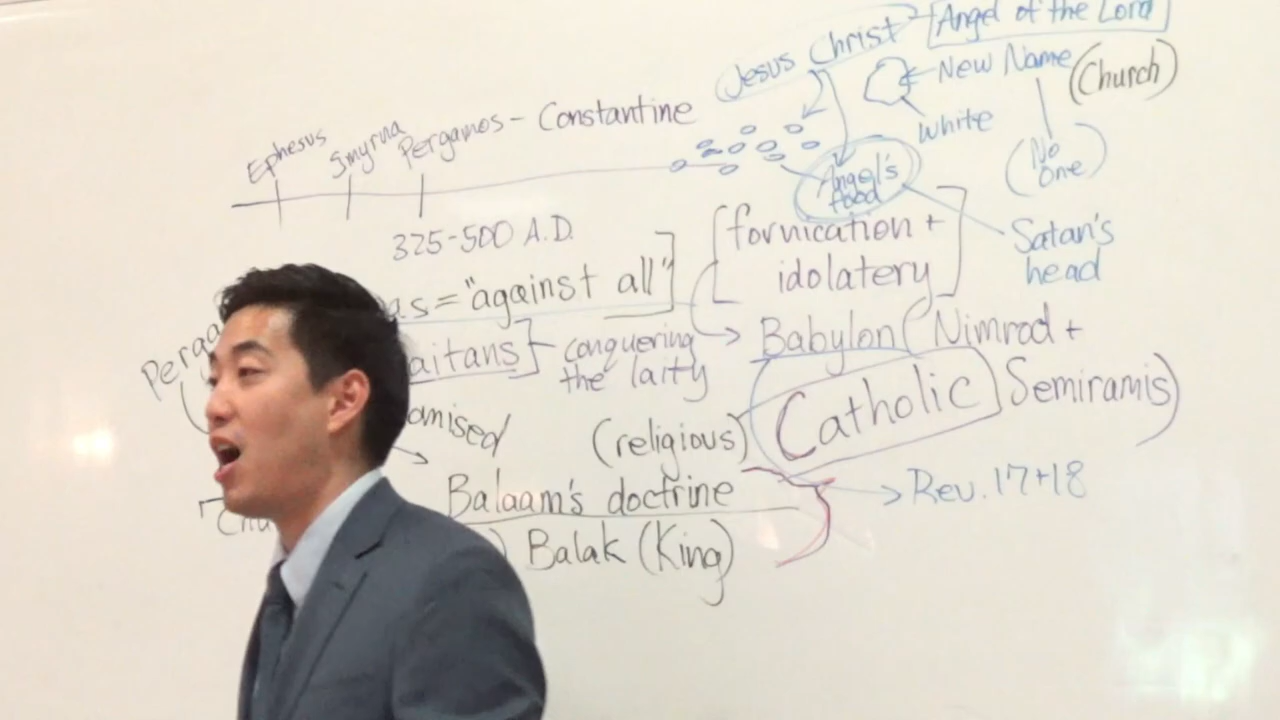 Jesus Christ
Angel of the Lord
New Name (Church)
White
(No
One)
Angel's
food
Satan's
head
Ephesus
Smyrna
Pergamos - Constantine
325-500 A.D.
as = "against all"]
[fornication +
idolatery]
aitans] conquering
the laity
Babylon (Nimrod +
Semiramis)
Catholic
amised
(religious)
Balaam's doctrine
Rev. 17+18
) Balak (King)